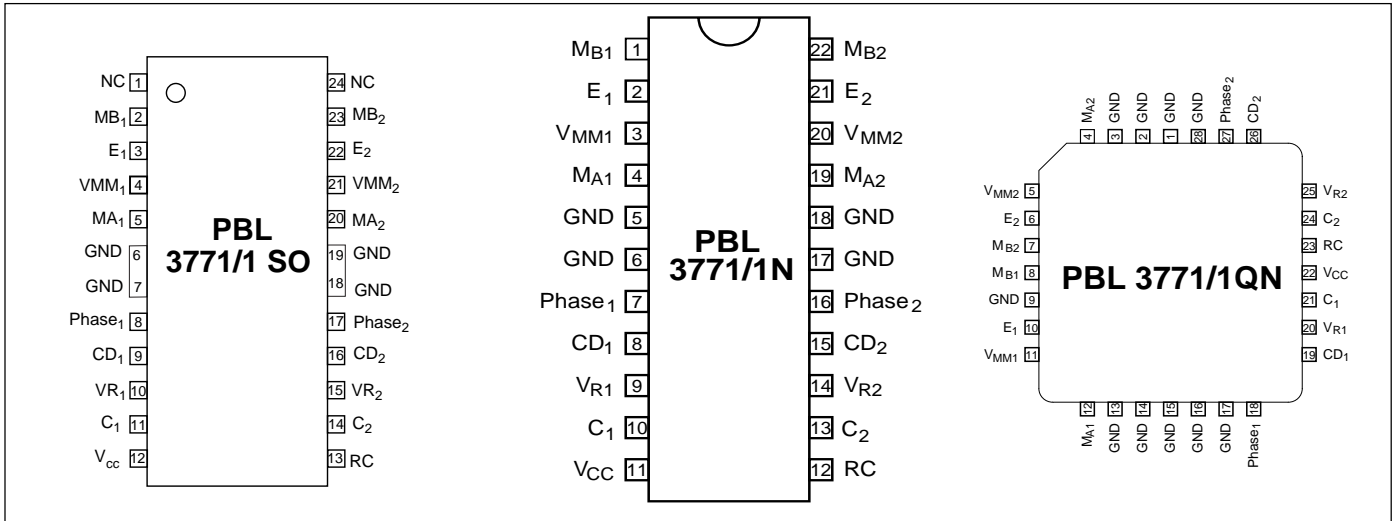 NC 1
MB₁ 2
E₁ 3
VMM₁ 4
MA₁ 5
GND 6
GND 7
Phase₁ 8
CD₁ 9
VR₁ 10
C₁ 11
Vcc 12
PBL
3771/1 SO
24 NC
23 MB₂
22 E₂
21 VMM₂
20 MA₂
19 GND
18 GND
17 Phase₂
16 CD₂
15 VR₂
14 C₂
13 RC
MB1 1
E1 2
VMM1 3
MA1 4
GND 5
GND 6
Phase1 7
CD1 8
VR1 9
C1 10
VCC 11
PBL
3771/1N
22 MB2
21 E2
20 VMM2
19 MA2
18 GND
17 GND
16 Phase2
15 CD2
14 VR2
13 C2
12 RC
MA2 4
GND 3
GND 2
GND 1
GND 28
Phase2 27
CD2 26
VMM2 5
E2 6
MB2 7
MB1 8
GND 9
E1 10
VMM1 11
PBL 3771/1QN
25 VR2
24 C2
23 RC
22 VCC
21 C1
20 VR1
19 CD1
MA1 12
GND 13
GND 14
GND 15
GND 16
GND 17
Phase1 18